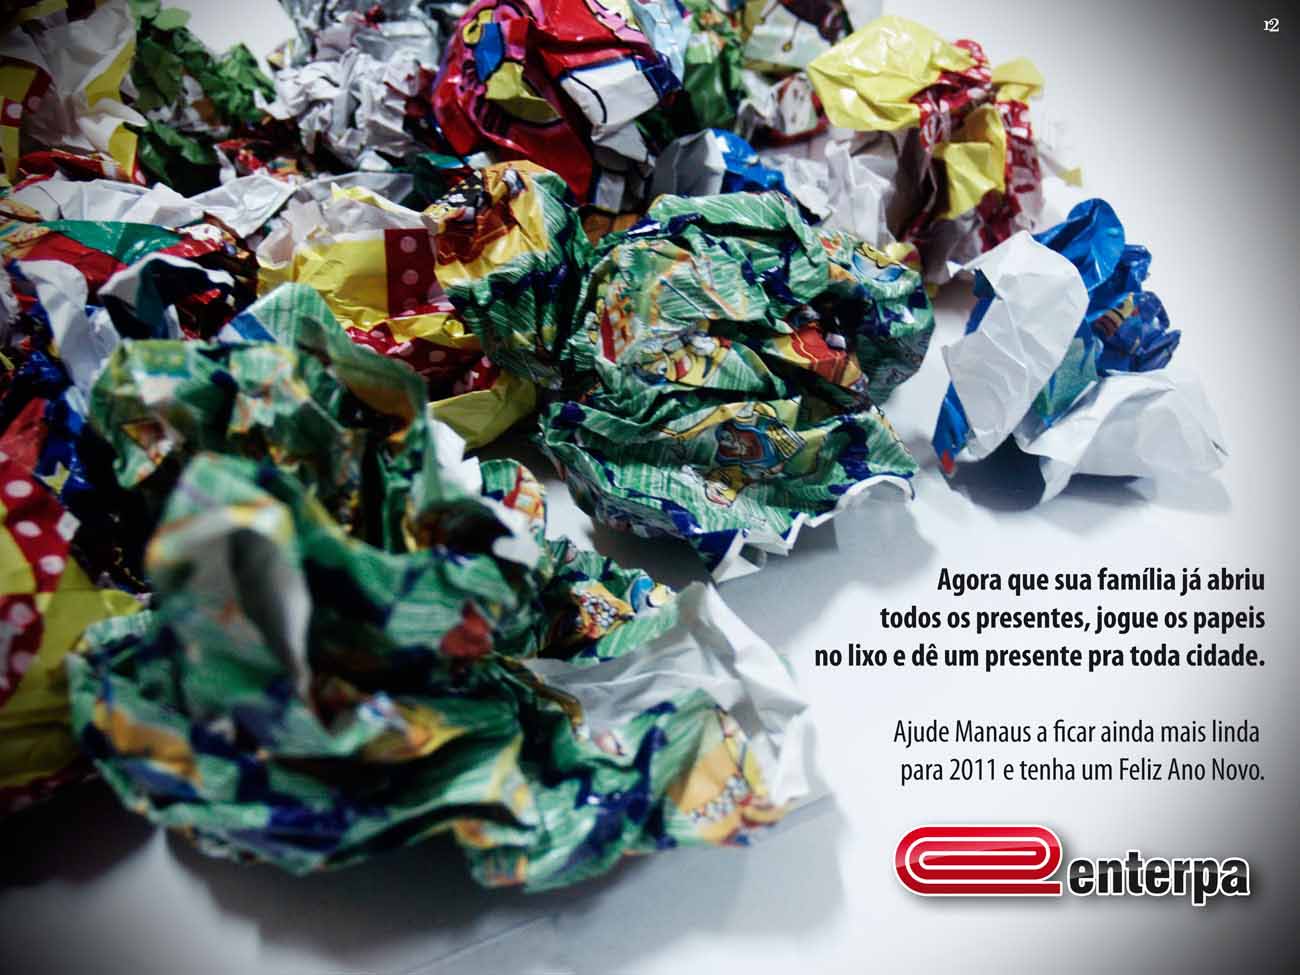 r2
Agora que sua família já abriu
todos os presentes, jogue os papeis
no lixo e dê um presente pra toda cidade.
Ajude Manaus a ficar ainda mais linda
para 2011 e tenha um Feliz Ano Novo.
enterpa